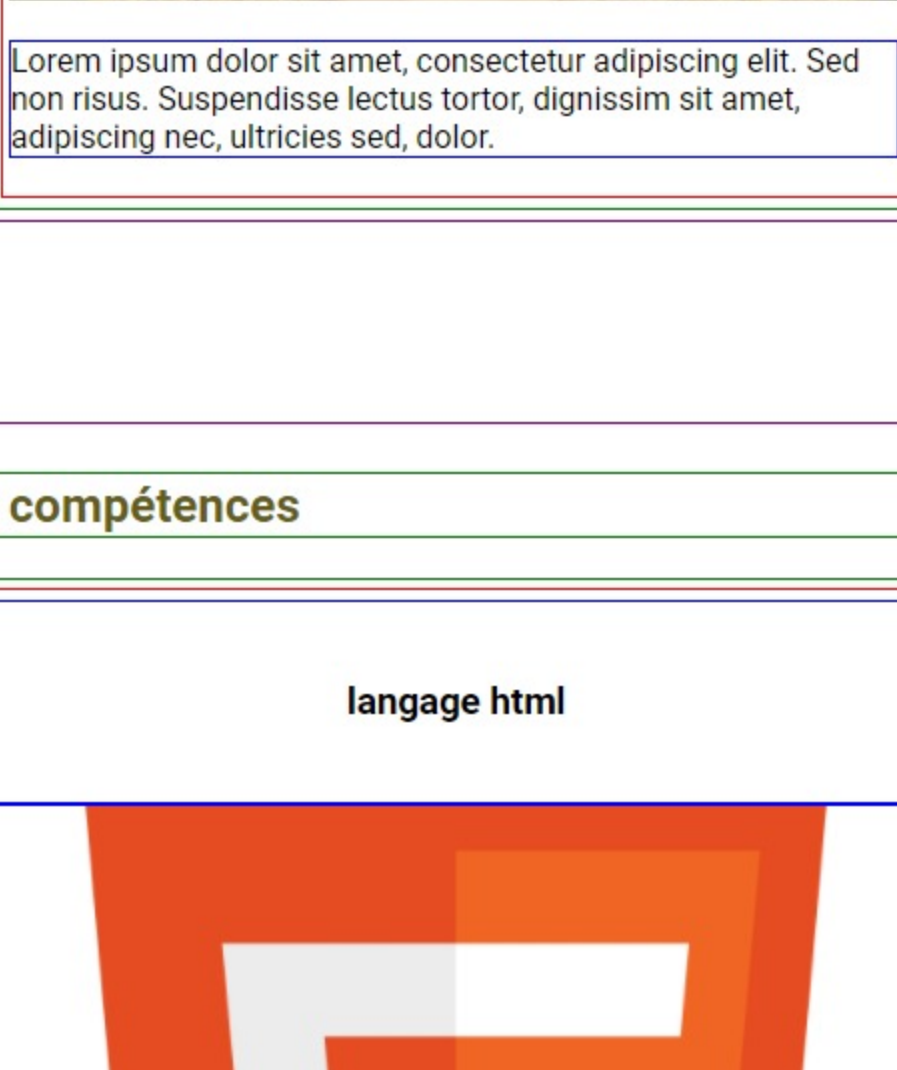 Lorem ipsum dolor sit amet, consectetur adipiscing elit. Sed
non risus. Suspendisse lectus tortor, dignissim sit amet,
adipiscing nec, ultricies sed, dolor.
compétences
langage html